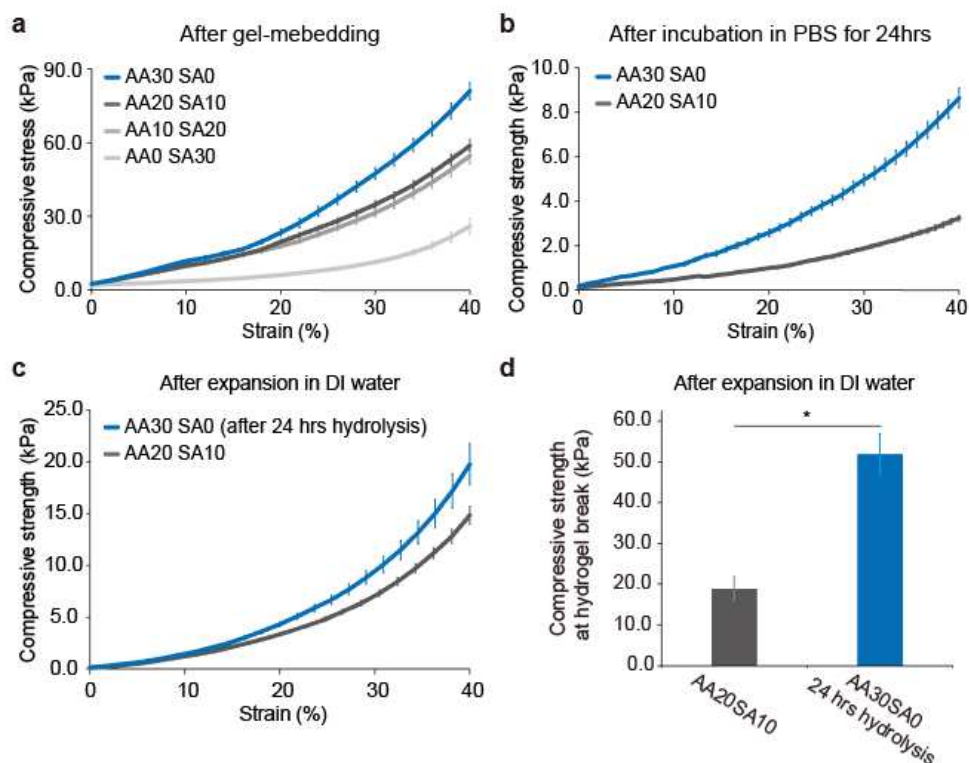 a
After gel-mebedding
Compressive stress (kPa)
90.0
60.0
30.0
0.0
AA30 SA0
AA20 SA10
AA10 SA20
AA0 SA30
0
10
20
30
40
Strain (%)
b
After incubation in PBS for 24hrs
Compressive strength (kPa)
10.0
8.0
6.0
4.0
2.0
0.0
AA30 SA0
AA20 SA10
0
10
20
30
40
Strain (%)
c
After expansion in DI water
Compressive strength (kPa)
25.0
20.0
15.0
10.0
5.0
0.0
AA30 SA0 (after 24 hrs hydrolysis)
AA20 SA10
0
10
20
30
40
Strain (%)
d
After expansion in DI water
Compressive strength
at hydrogel break (kPa)
60.0
50.0
40.0
30.0
20.0
10.0
0.0
*
AA20SA10
AA30SA0
24 hrs hydrolysis